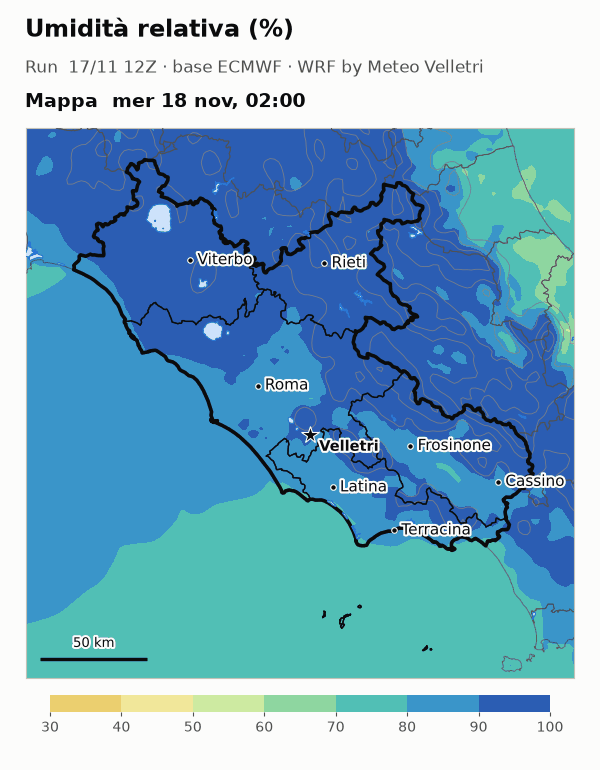 Umidità relativa (%)
Run 17/11 12Z · base ECMWF · WRF by Meteo Velletri
Mappa mer 18 nov, 02:00
Viterbo
Rieti
Roma
Velletri
Frosinone
Cassino
Latina
Terracina
50 km
30 40 50 60 70 80 90 100